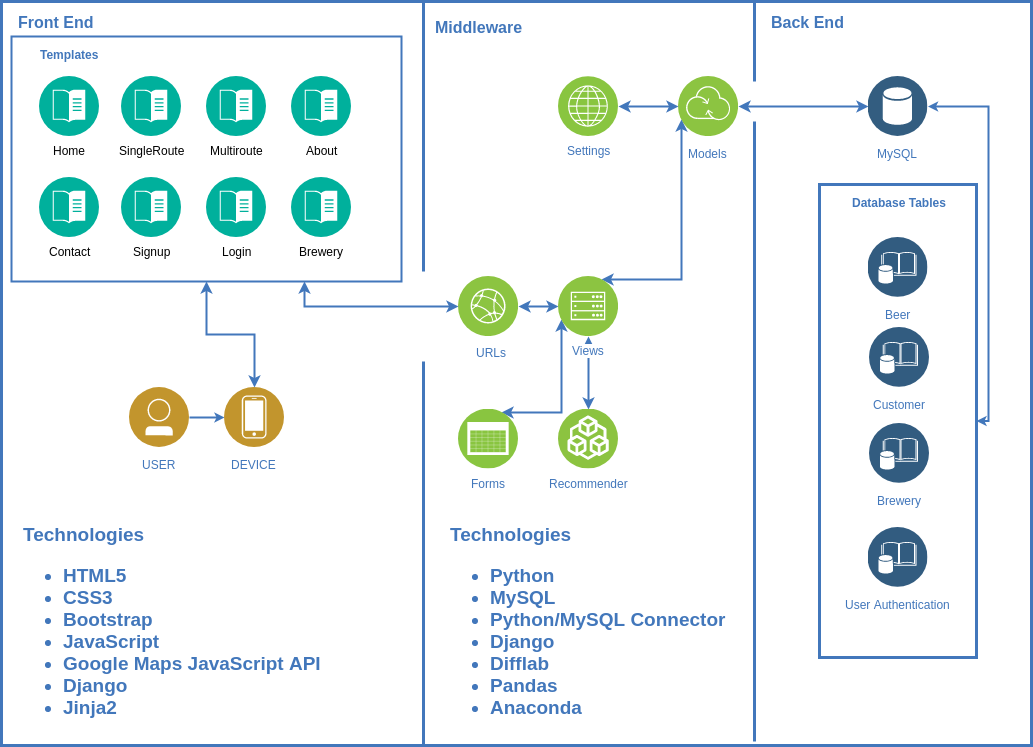 Front End
Templates
Home
SingleRoute
Multiroute
About
Contact
Signup
Login
Brewery
USER
DEVICE
Technologies
HTML5
CSS3
Bootstrap
JavaScript
Google Maps JavaScript API
Django
Jinja2
Middleware
Settings
Models
URLs
Views
Forms
Recommender
Technologies
Python
MySQL
Python/MySQL Connector
Django
Difflab
Pandas
Anaconda
Back End
MySQL
Database Tables
Beer
Customer
Brewery
User Authentication